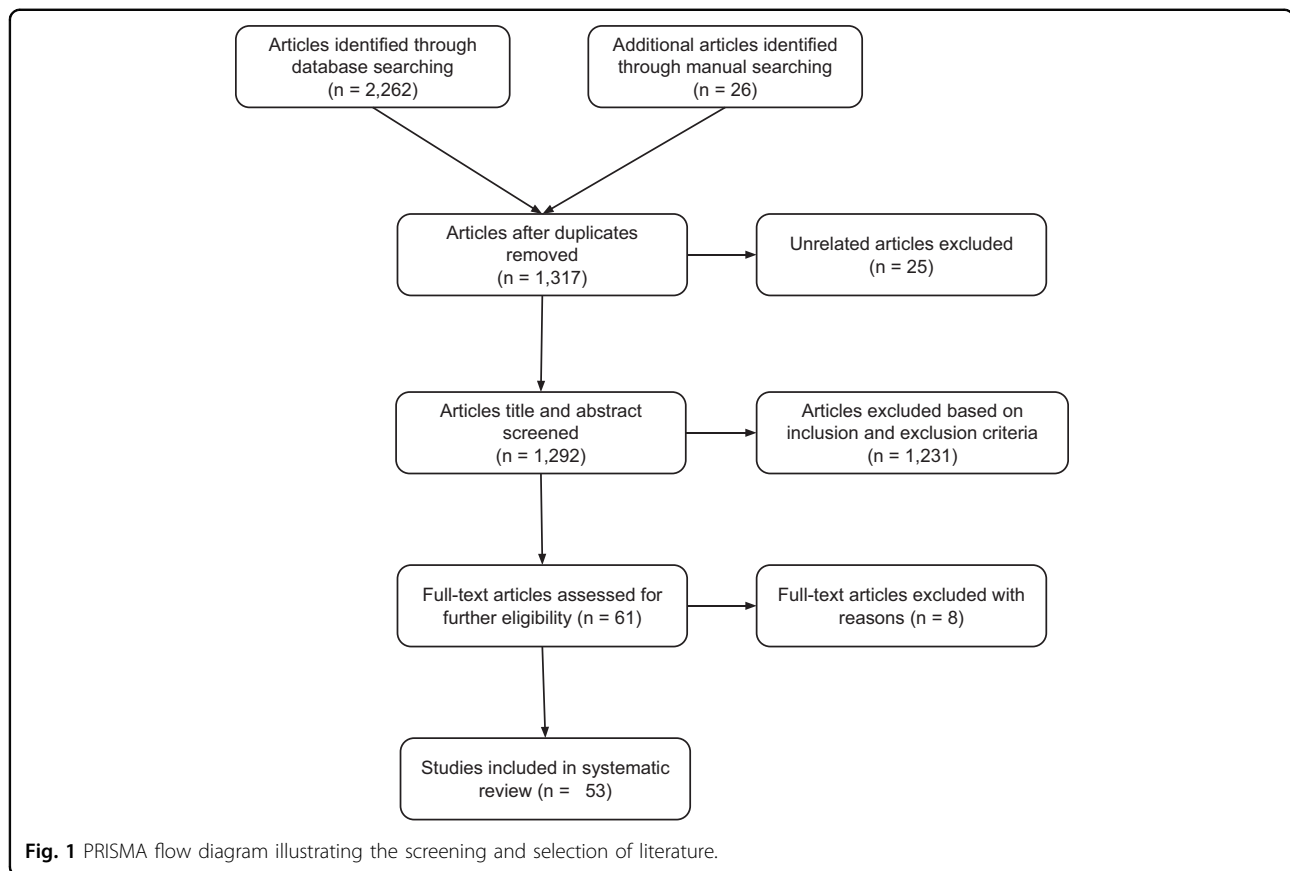 Articles identified through
database searching
(n = 2,262)
Additional articles identified
through manual searching
(n = 26)
Articles after duplicates
removed
(n = 1,317)
Unrelated articles excluded
(n = 25)
Articles title and abstract
screened
(n = 1,292)
Articles excluded based on
inclusion and exclusion criteria
(n = 1,231)
Full-text articles assessed for
further eligibility (n = 61)
Full-text articles excluded with
reasons (n = 8)
Studies included in systematic
review (n = 53)
Fig. 1 PRISMA flow diagram illustrating the screening and selection of literature.